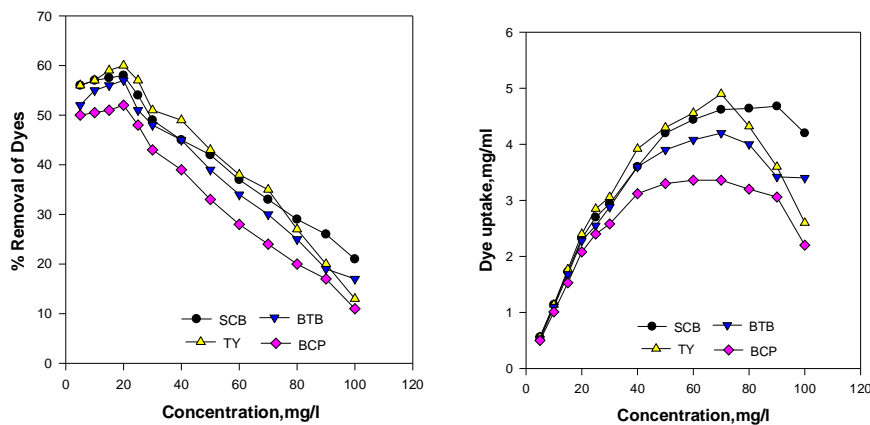 % Removal of Dyes
70
60
50
40
30
20
10
0
SCB
BTB
TY
BCP
0 20 40 60 80 100 120
Concentration,mg/l
Dye uptake,mg/ml
6
5
4
3
2
1
0
SCB
BTB
TY
BCP
0 20 40 60 80 100 120
Concentration,mg/l